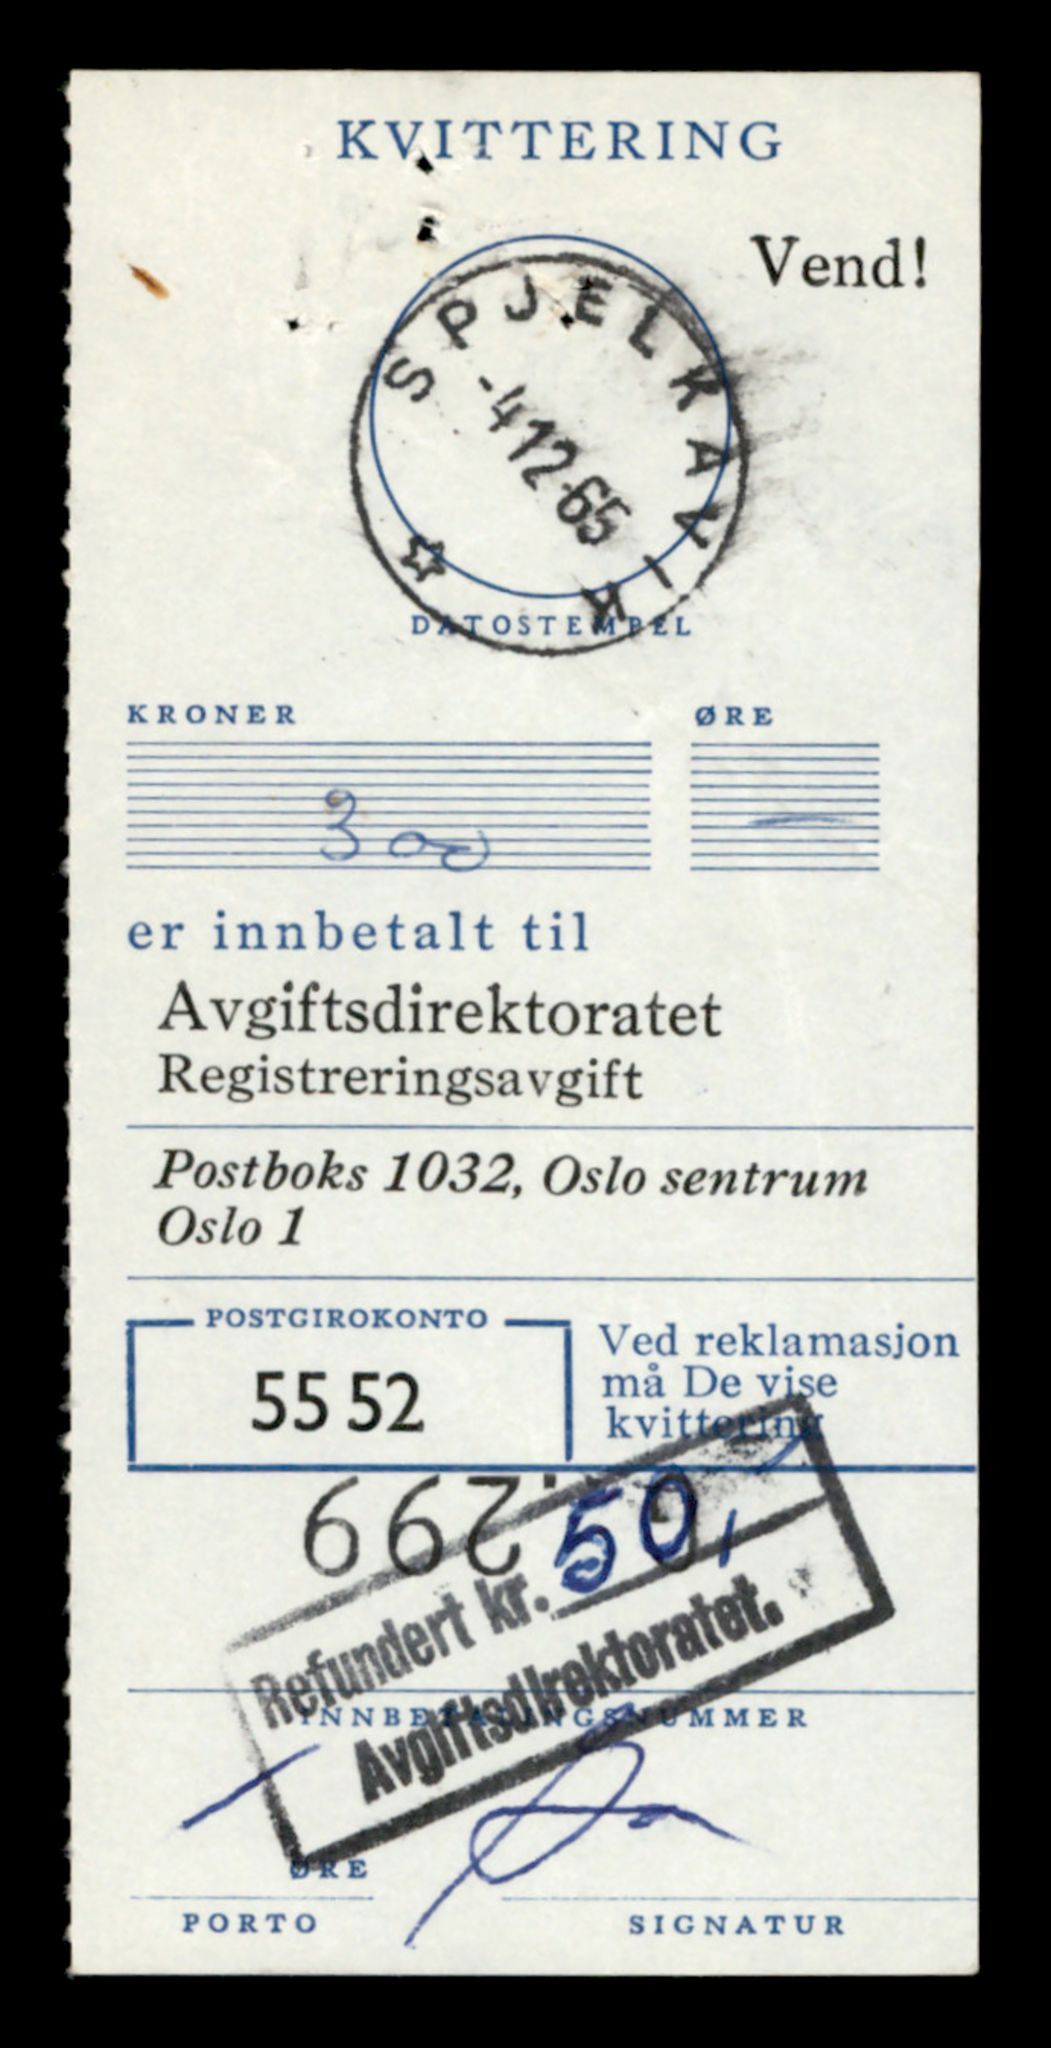 KVITTERING
Vend!
SPJELKAVIK
-4 12-65
DATOSTEMPEL
KRONER ØRE
300 —
er innbetalt til
Avgiftsdirektoratet
Registreringsavgift
Postboks 1032, Oslo sentrum
Oslo 1
POSTGIROKONTO
55 52
Ved reklamasjon
må De vise
kvittering
Refundert kr. 50,
Avgiftsdirektoratet.
INNBETALINGSNUMMER
ØRE
PORTO
SIGNATUR